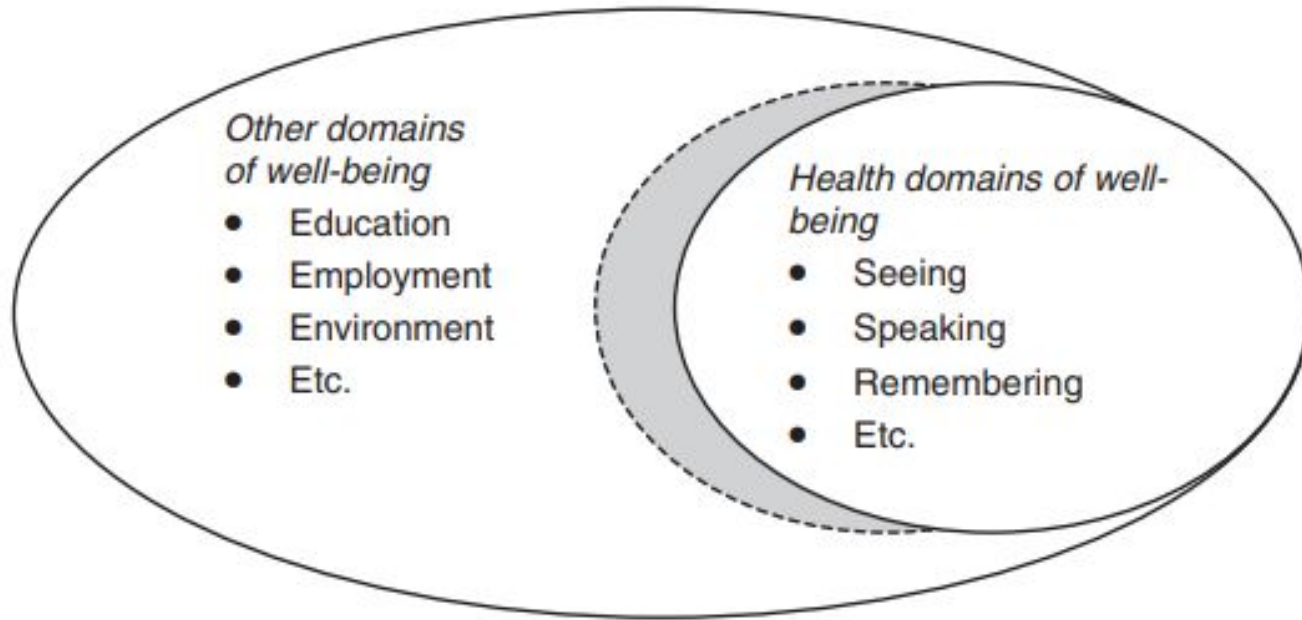 Other domains
of well-being
• Education
• Employment
• Environment
• Etc.
Health domains of well-
being
• Seeing
• Speaking
• Remembering
• Etc.